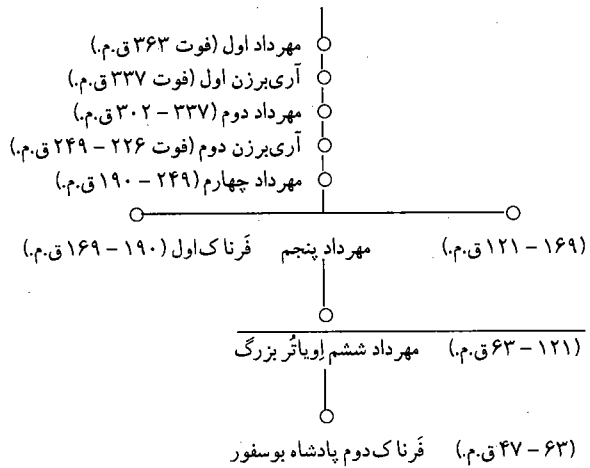 مهرداد اول (فوت ۳۶۳ ق.م.)
آری‌برزن اول (فوت ۳۳۷ ق.م.)
مهرداد دوم (۳۳۷ – ۳۰۲ ق.م.)
آری‌برزن دوم (فوت ۲۲۶ – ۲۴۹ ق.م.)
مهرداد چهارم (۲۴۹ – ۱۹۰ ق.م.)
فَرناک اول (۱۹۰ – ۱۶۹ ق.م.) مهرداد پنجم (۱۶۹ – ۱۲۱ ق.م.)
مهرداد ششم اِوپاتُر بزرگ (۱۲۱ – ۶۳ ق.م.)
فَرناک دوم پادشاه بوسفور (۶۳ – ۴۷ ق.م.)